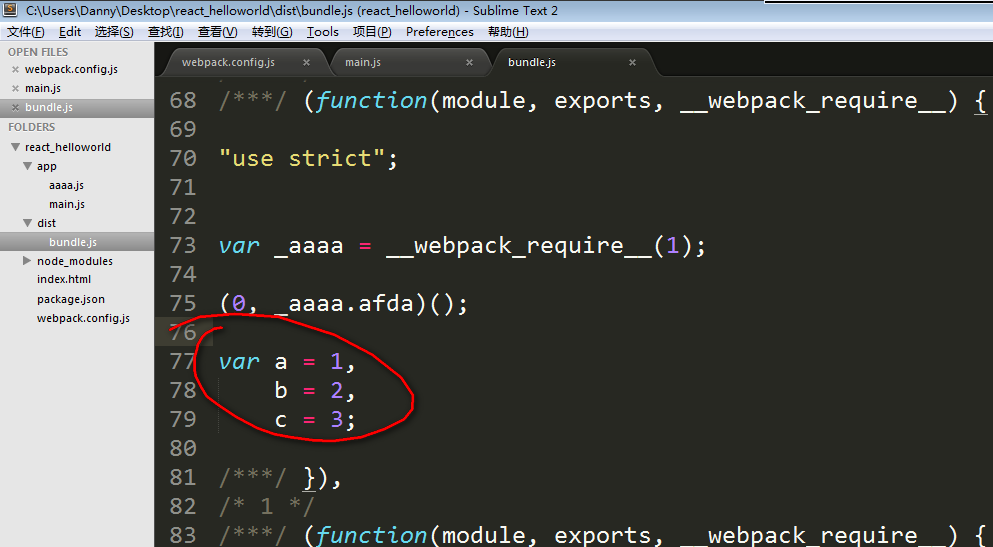 C:\Users\Danny\Desktop\react_helloworld\dist\bundle.js (react_helloworld) - Sublime Text 2
文件(F) Edit 选择(S) 查找(I) 查看(V) 转到(G) Tools 项目(P) Preferences 帮助(H)
OPEN FILES
× webpack.config.js
× main.js
× bundle.js
FOLDERS
react_helloworld
app
aaaa.js
main.js
dist
bundle.js
node_modules
index.html
package.json
webpack.config.js
webpack.config.js × main.js × bundle.js ×
68 /***/ (function(module, exports, __webpack_require__) {
69
70 "use strict";
71
72
73 var _aaaa = __webpack_require__(1);
74
75 (0, _aaaa.afda)();
76
77 var a = 1,
78 b = 2,
79 c = 3;
80
81 /***/ }),
82 /* 1 */
83 /***/ (function(module, exports, __webpack_require__) {